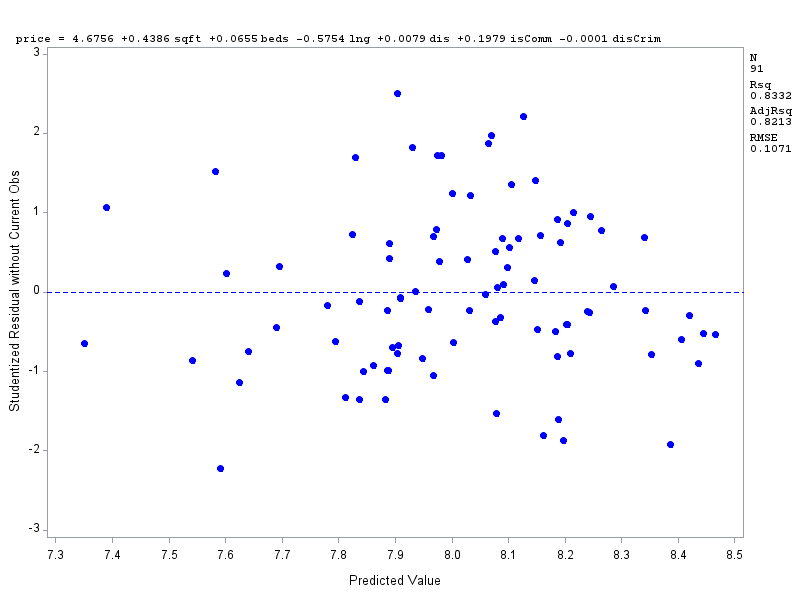 price = 4.6756 +0.4386 sqft +0.0655 beds -0.5754 lng +0.0079 dis +0.1979 isComm -0.0001 disCrim
N
91
Rsq
0.8332
AdjRsq
0.8213
RMSE
0.1071
3
2
1
0
-1
-2
-3
Studentized Residual without Current Obs
7.3 7.4 7.5 7.6 7.7 7.8 7.9 8.0 8.1 8.2 8.3 8.4 8.5
Predicted Value